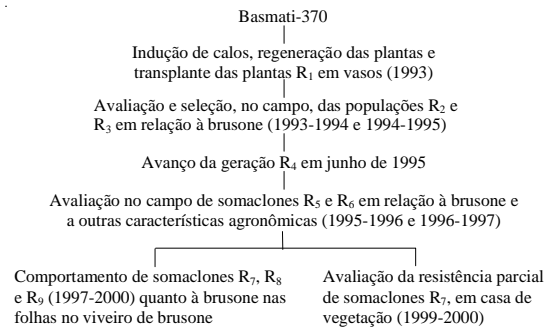 Basmati-370
Indução de calos, regeneração das plantas e
transplante das plantas R₁ em vasos (1993)
Avaliação e seleção, no campo, das populações R₂ e
R₃ em relação à brusone (1993-1994 e 1994-1995)
Avanço da geração R₄ em junho de 1995
Avaliação no campo de somaclones R₅ e R₆ em relação à brusone e
a outras características agronômicas (1995-1996 e 1996-1997)
Comportamento de somaclones R₇, R₈
e R₉ (1997-2000) quanto à brusone nas
folhas no viveiro de brusone
Avaliação da resistência parcial
de somaclones R₇, em casa de
vegetação (1999-2000)